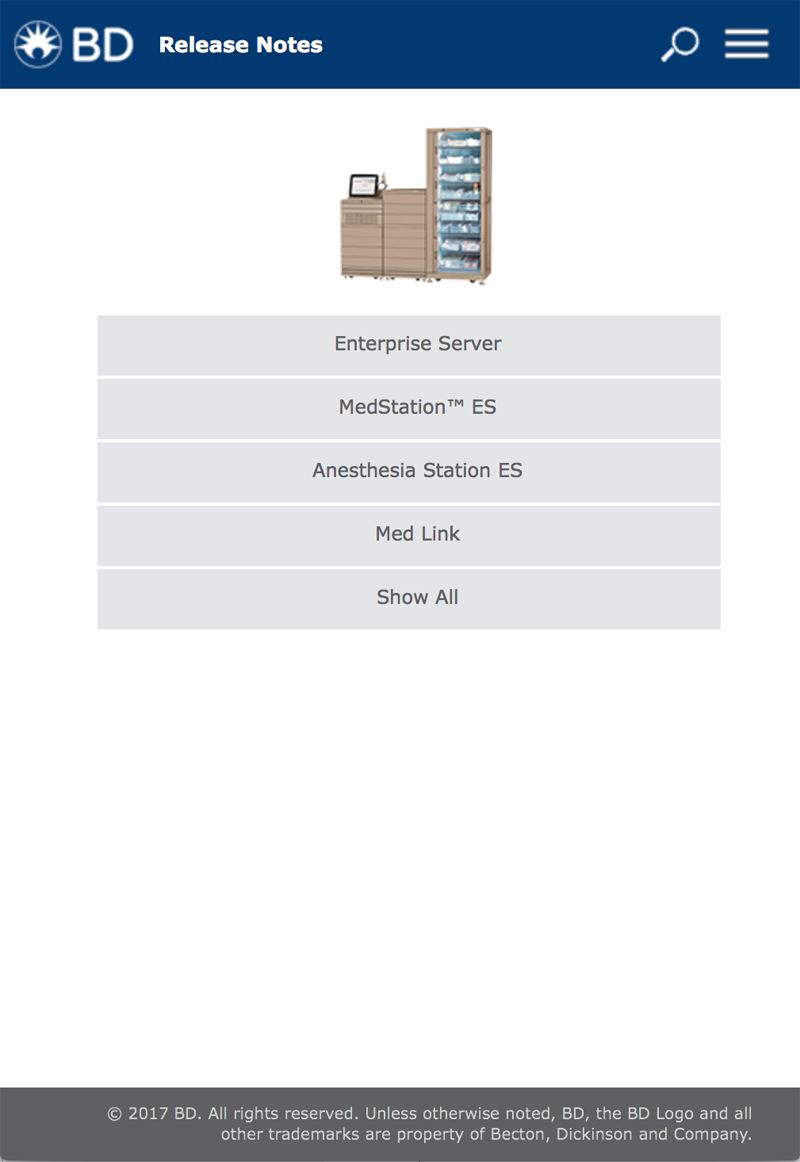 BD Release Notes
Enterprise Server
MedStation™ ES
Anesthesia Station ES
Med Link
Show All
© 2017 BD. All rights reserved. Unless otherwise noted, BD, the BD Logo and all
other trademarks are property of Becton, Dickinson and Company.